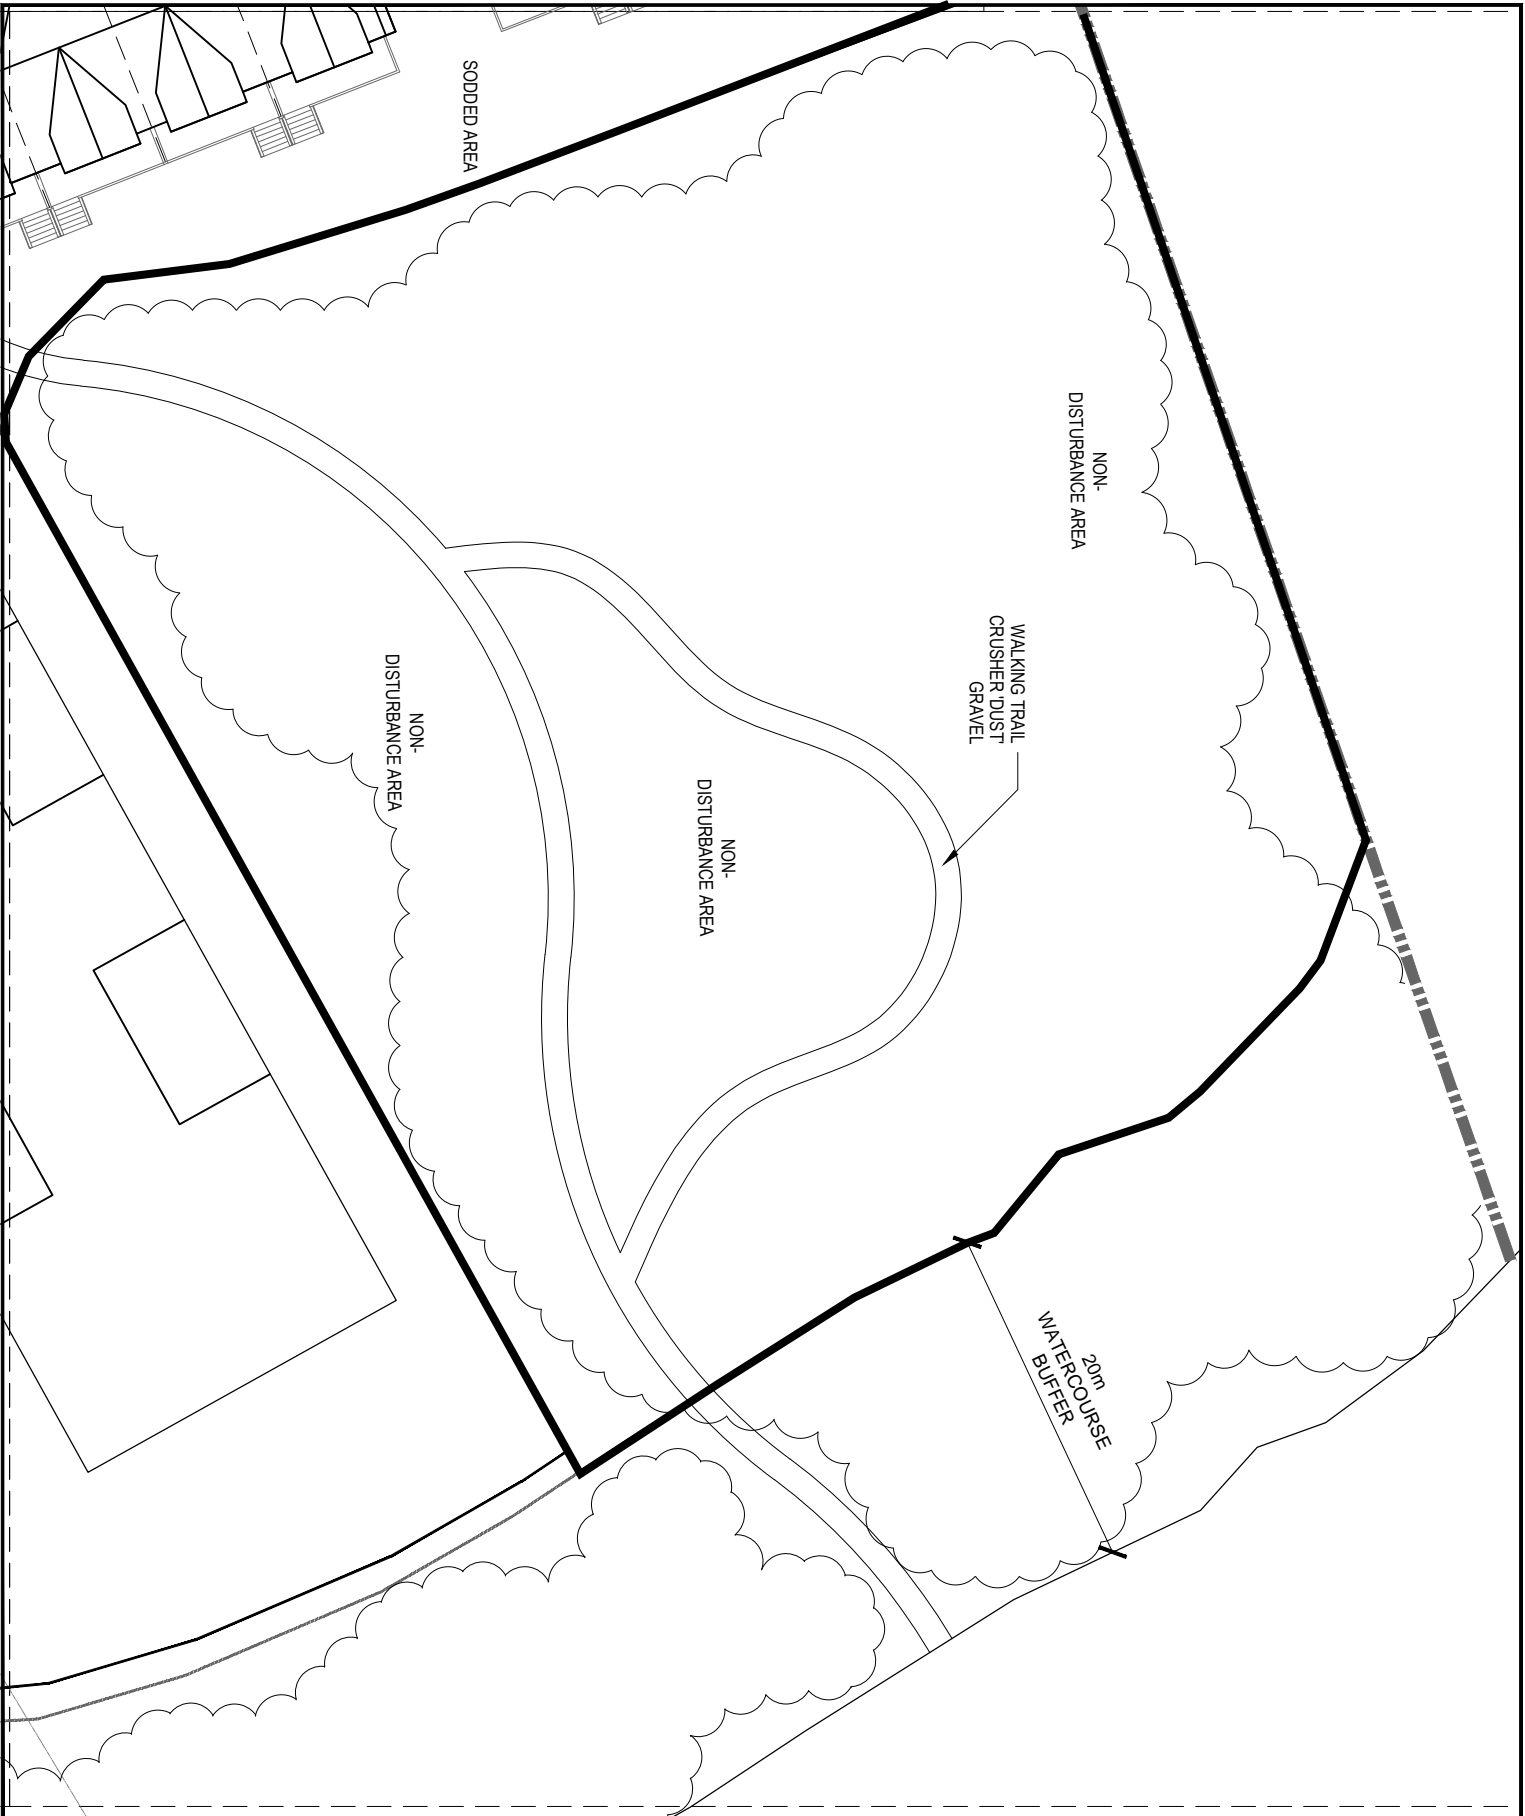 SODDED AREA
NON-
DISTURBANCE AREA
WALKING TRAIL
CRUSHER 'DUST'
GRAVEL
NON-
DISTURBANCE AREA
NON-
DISTURBANCE AREA
20m
WATERCOURSE
BUFFER